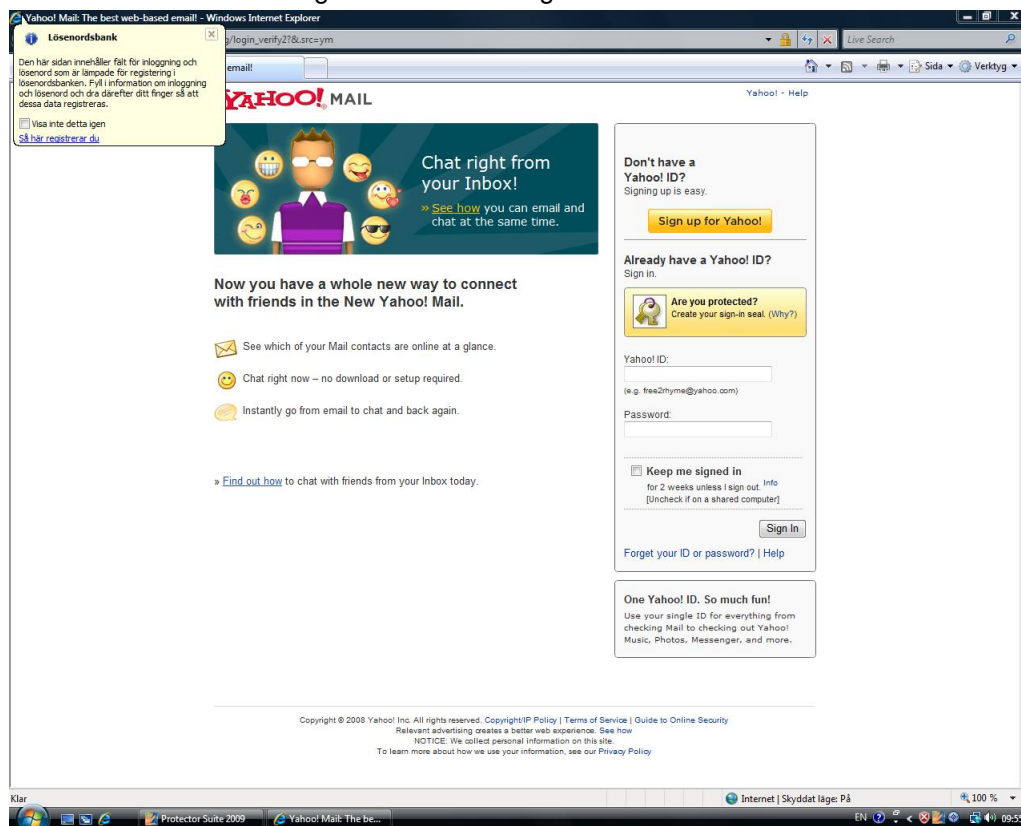 Yahoo! Mail: The best web-based email! - Windows Internet Explorer
Lösenordsbank
Den här sidan innehåller fält för inloggning och
lösenord som är lämpade för registering i
lösenordsbanken. Fyll i information om inloggning
och lösenord och dra därefter ditt finger så att
dessa data registreras.
Visa inte detta igen
Så här registrerar du
g/login_verify2?&.src=ym
Live Search
email!
Sida
Verktyg
YAHOO! MAIL
Yahoo! - Help
Chat right from
your Inbox!
» See how you can email and
chat at the same time.
Now you have a whole new way to connect
with friends in the New Yahoo! Mail.
See which of your Mail contacts are online at a glance.
Chat right now – no download or setup required.
Instantly go from email to chat and back again.
» Find out how to chat with friends from your Inbox today.
Don't have a
Yahoo! ID?
Signing up is easy.
Sign up for Yahoo!
Already have a Yahoo! ID?
Sign in.
Are you protected?
Create your sign-in seal. (Why?)
Yahoo! ID:
(e.g. free2rhyme@yahoo.com)
Password:
Keep me signed in
for 2 weeks unless I sign out. Info
[Uncheck if on a shared computer]
Sign In
Forget your ID or password? | Help
One Yahoo! ID. So much fun!
Use your single ID for everything from
checking Mail to checking out Yahoo!
Music, Photos, Messenger, and more.
Copyright © 2008 Yahoo! Inc. All rights reserved. Copyright/IP Policy | Terms of Service | Guide to Online Security
Relevant advertising creates a better web experience. See how
NOTICE: We collect personal information on this site.
To learn more about how we use your information, see our Privacy Policy
Klar
Internet | Skyddat läge: På
100 %
Protector Suite 2009
Yahoo! Mail: The be...
EN
09:55